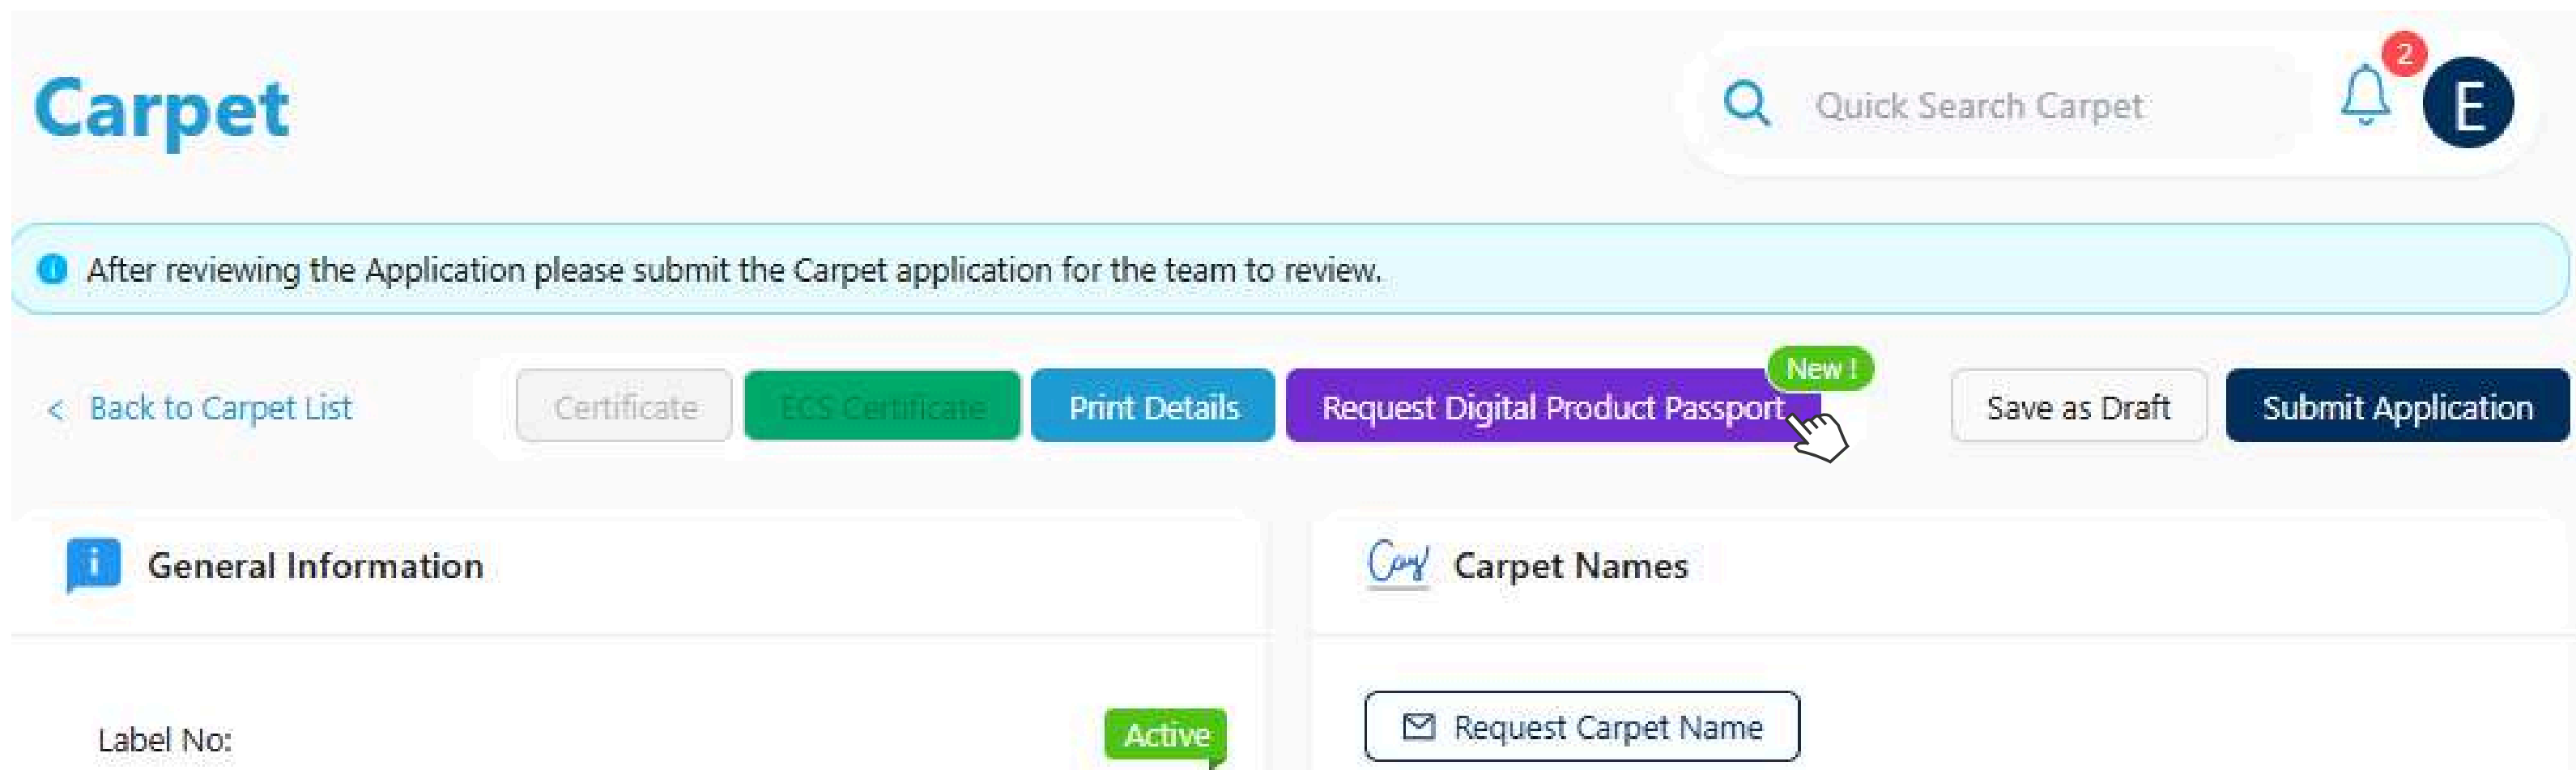 Carpet
Quick Search Carpet
2
E
After reviewing the Application please submit the Carpet application for the team to review.
< Back to Carpet List
Certificate
ECS Certificate
Print Details
Request Digital Product Passport
New !
Save as Draft
Submit Application
General Information
Carpet Names
Label No:
Active
Request Carpet Name